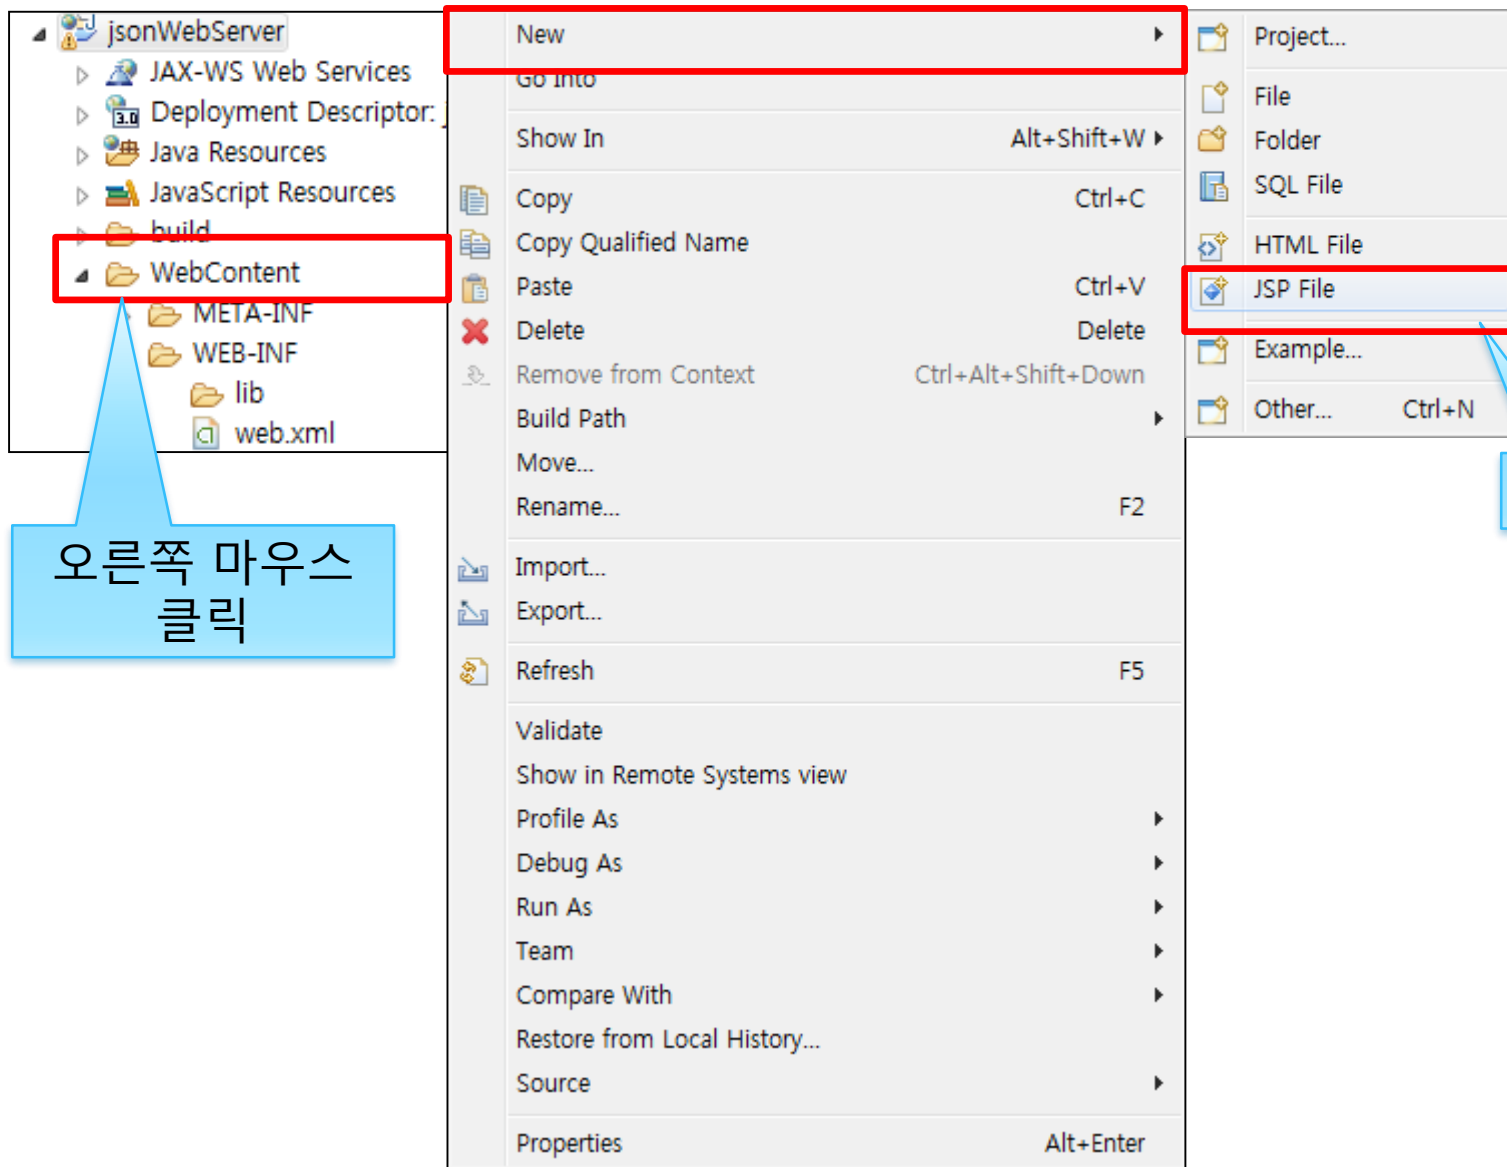 jsonWebServer
JAX-WS Web Services
Deployment Descriptor:
Java Resources
JavaScript Resources
build
WebContent
META-INF
WEB-INF
lib
web.xml
오른쪽 마우스
클릭
New
Go Into
Show In Alt+Shift+W
Copy Ctrl+C
Copy Qualified Name
Paste Ctrl+V
Delete Delete
Remove from Context Ctrl+Alt+Shift+Down
Build Path
Move...
Rename... F2
Import...
Export...
Refresh F5
Validate
Show in Remote Systems view
Profile As
Debug As
Run As
Team
Compare With
Restore from Local History...
Source
Properties Alt+Enter
Project...
File
Folder
SQL File
HTML File
JSP File
Example...
Other... Ctrl+N